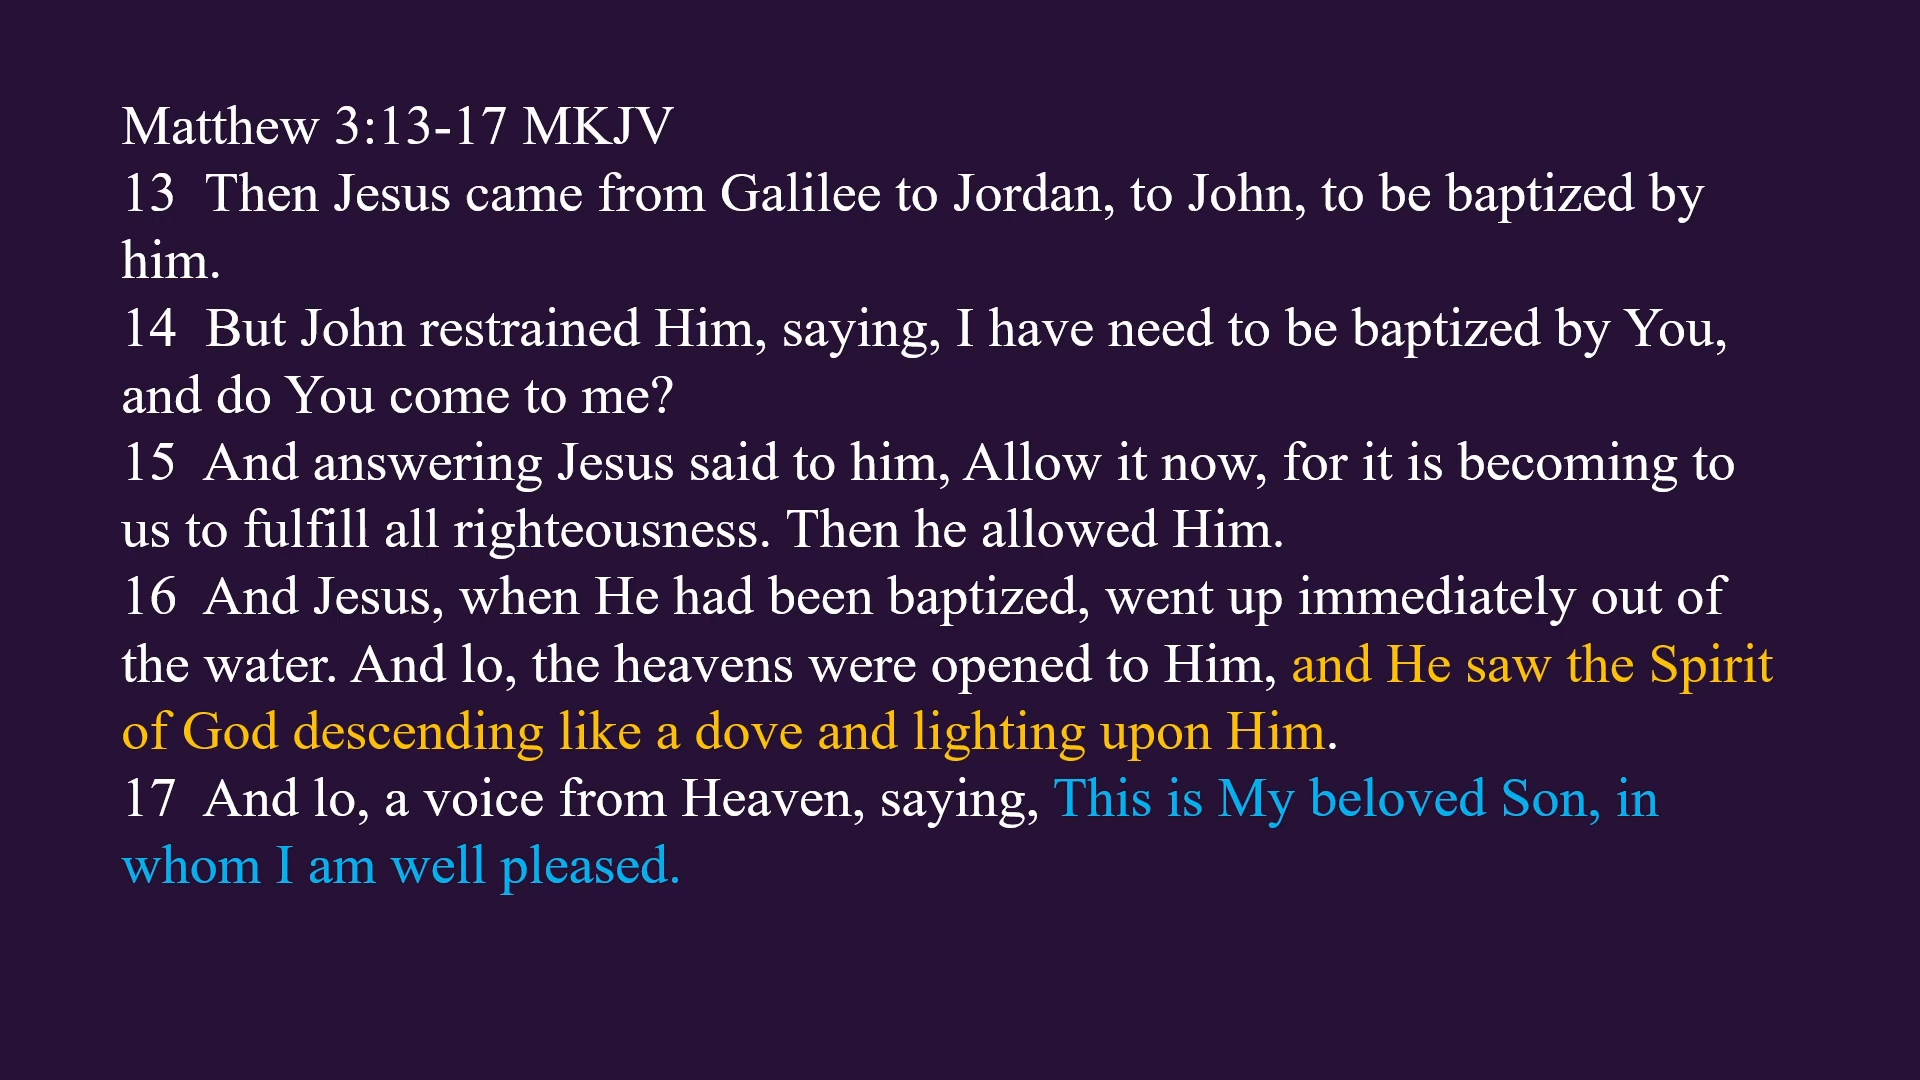 Matthew 3:13-17 MKJV
13  Then Jesus came from Galilee to Jordan, to John, to be baptized by
him.
14  But John restrained Him, saying, I have need to be baptized by You,
and do You come to me?
15  And answering Jesus said to him, Allow it now, for it is becoming to
us to fulfill all righteousness. Then he allowed Him.
16  And Jesus, when He had been baptized, went up immediately out of
the water. And lo, the heavens were opened to Him, and He saw the Spirit
of God descending like a dove and lighting upon Him.
17  And lo, a voice from Heaven, saying, This is My beloved Son, in
whom I am well pleased.